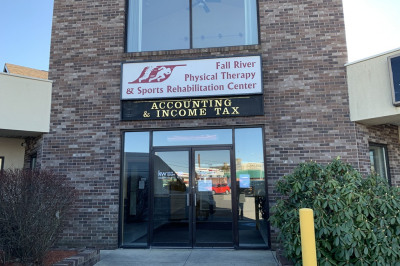 Fall River
Physical Therapy
& Sports Rehabilitation Center
ACCOUNTING
& INCOME TAX